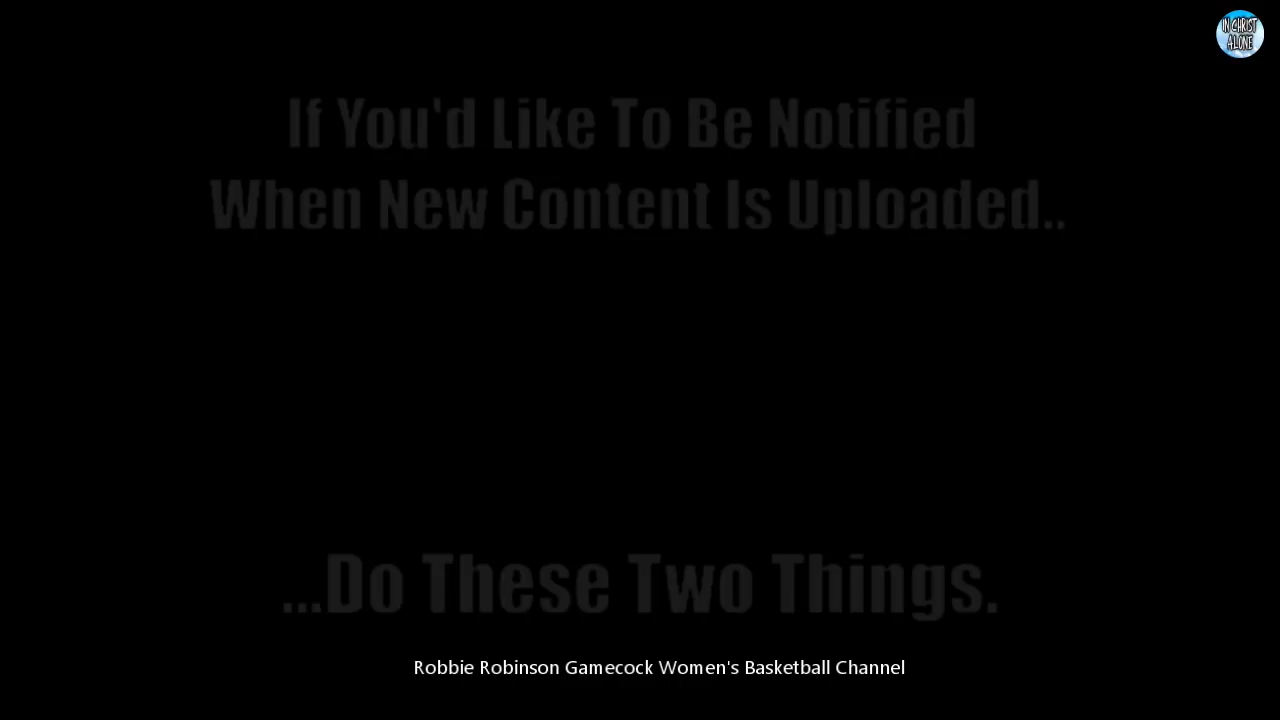 IN CHRIST
ALONE
If You'd Like To Be Notified
When New Content Is Uploaded..
...Do These Two Things.
Robbie Robinson Gamecock Women's Basketball Channel